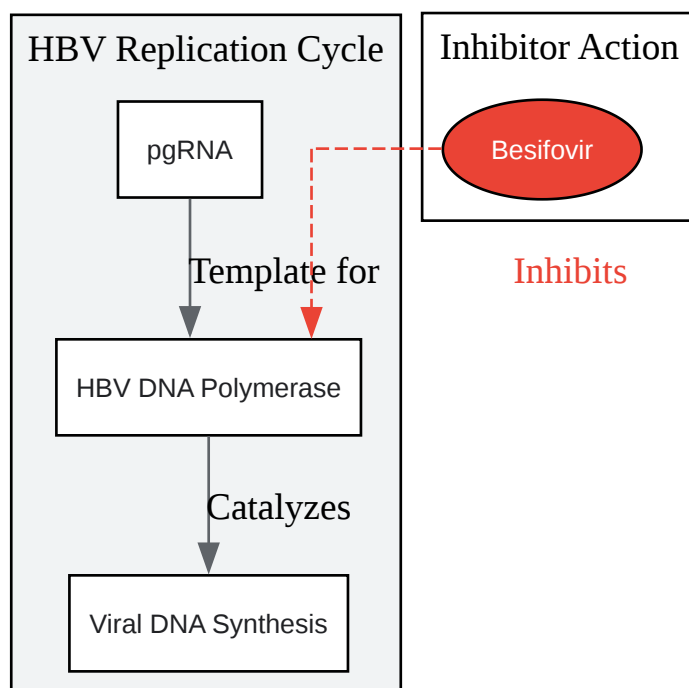 HBV Replication Cycle
Inhibitor Action
pgRNA
Besifovir
Template for
Inhibits
HBV DNA Polymerase
Catalyzes
Viral DNA Synthesis